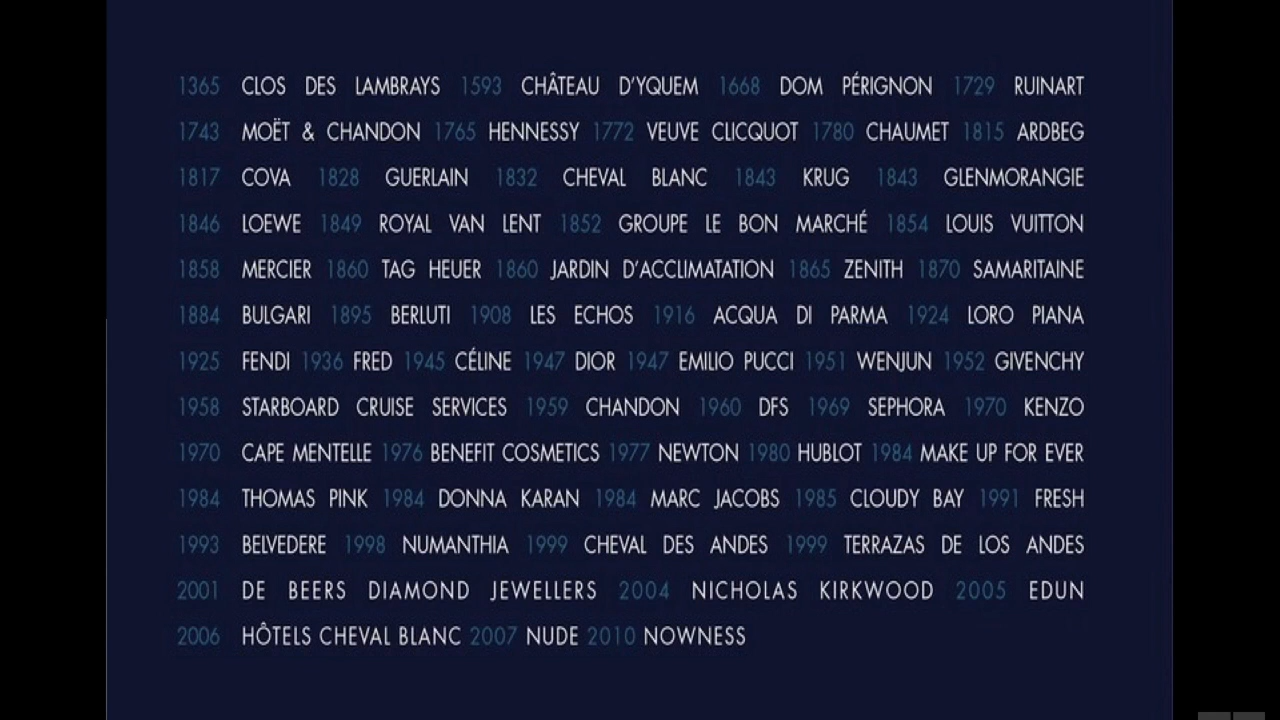 1365 CLOS DES LAMBRAYS 1593 CHÂTEAU D'YQUEM 1668 DOM PÉRIGNON 1729 RUINART
1743 MOËT & CHANDON 1765 HENNESSY 1772 VEUVE CLICQUOT 1780 CHAUMET 1815 ARDBEG
1817 COVA 1828 GUERLAIN 1832 CHEVAL BLANC 1843 KRUG 1843 GLENMORANGIE
1846 LOEWE 1849 ROYAL VAN LENT 1852 GROUPE LE BON MARCHÉ 1854 LOUIS VUITTON
1858 MERCIER 1860 TAG HEUER 1860 JARDIN D'ACCLIMATATION 1865 ZENITH 1870 SAMARITAINE
1884 BULGARI 1895 BERLUTI 1908 LES ECHOS 1916 ACQUA DI PARMA 1924 LORO PIANA
1925 FENDI 1936 FRED 1945 CÉLINE 1947 DIOR 1947 EMILIO PUCCI 1951 WENJUN 1952 GIVENCHY
1958 STARBOARD CRUISE SERVICES 1959 CHANDON 1960 DFS 1969 SEPHORA 1970 KENZO
1970 CAPE MENTELLE 1976 BENEFIT COSMETICS 1977 NEWTON 1980 HUBLOT 1984 MAKE UP FOR EVER
1984 THOMAS PINK 1984 DONNA KARAN 1984 MARC JACOBS 1985 CLOUDY BAY 1991 FRESH
1993 BELVEDERE 1998 NUMANTHIA 1999 CHEVAL DES ANDES 1999 TERRAZAS DE LOS ANDES
2001 DE BEERS DIAMOND JEWELLERS 2004 NICHOLAS KIRKWOOD 2005 EDUN
2006 HÔTELS CHEVAL BLANC 2007 NUDE 2010 NOWNESS